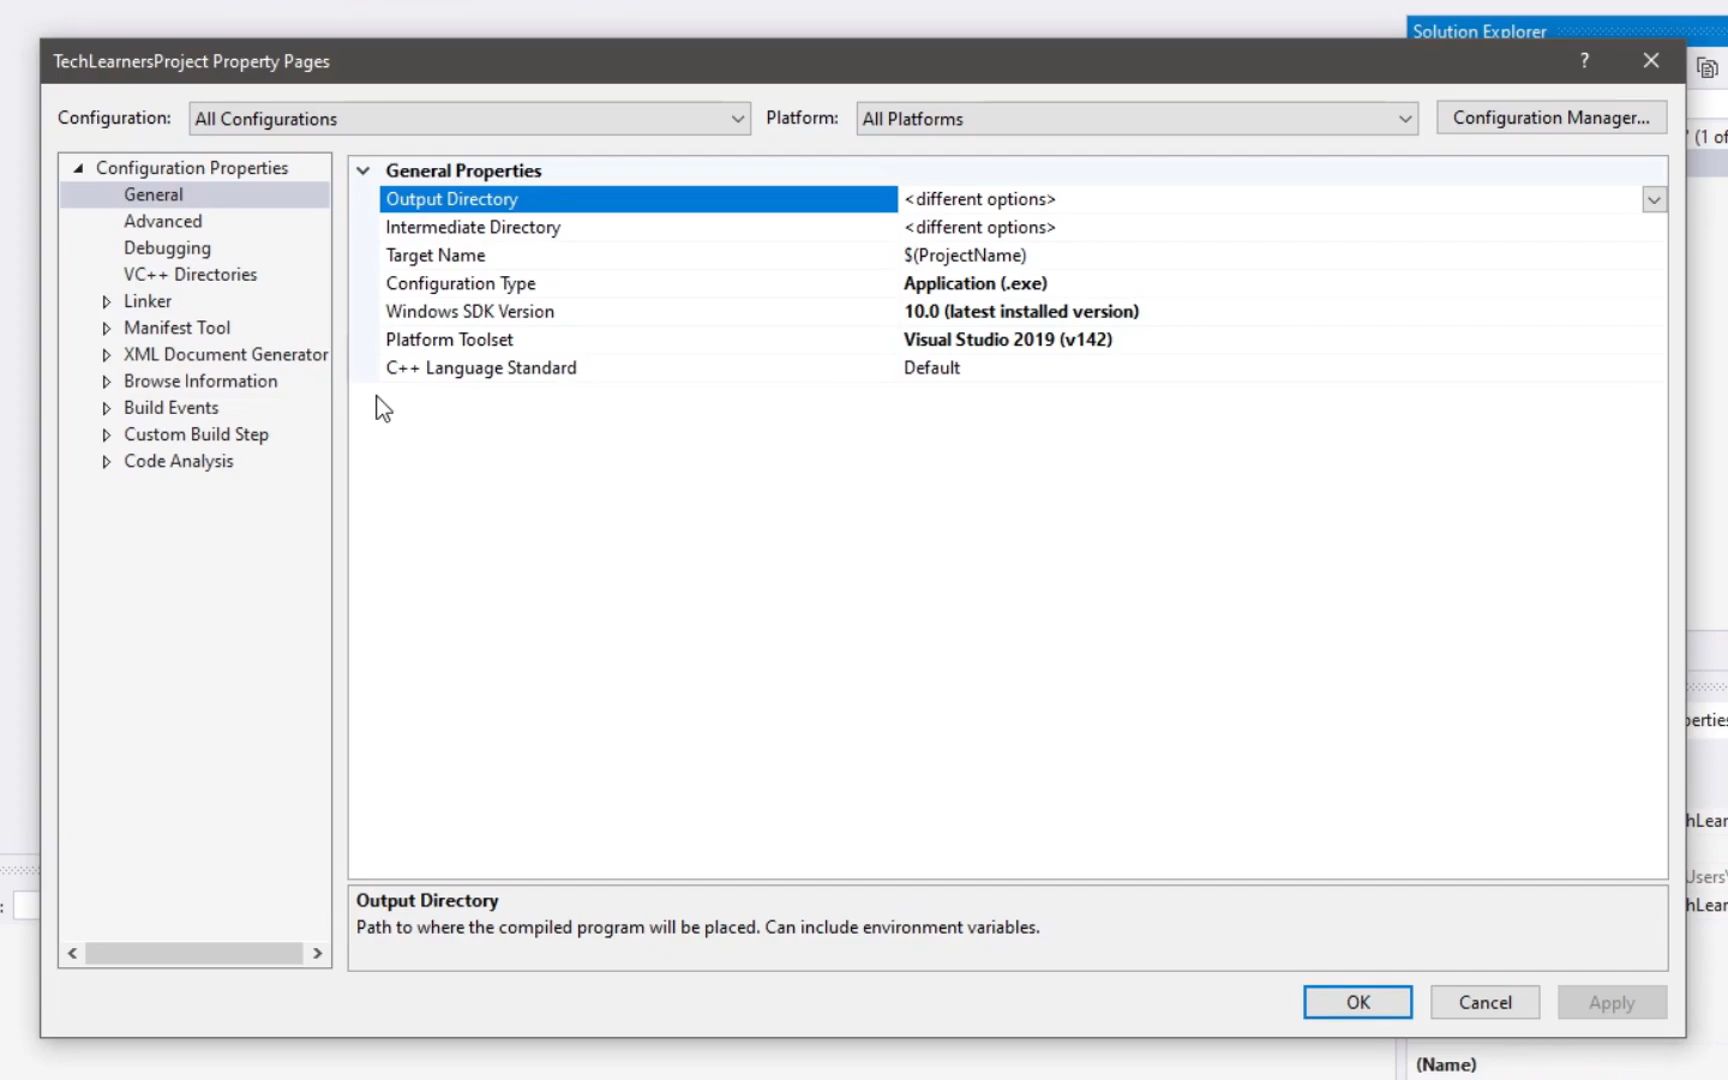 Solution Explorer
TechLearnersProject Property Pages
?
Configuration:
All Configurations
Platform:
All Platforms
Configuration Manager...
(1 of
Configuration Properties
General
Advanced
Debugging
VC++ Directories
Linker
Manifest Tool
XML Document Generator
Browse Information
Build Events
Custom Build Step
Code Analysis
General Properties
Output Directory <different options>
Intermediate Directory <different options>
Target Name $(ProjectName)
Configuration Type Application (.exe)
Windows SDK Version 10.0 (latest installed version)
Platform Toolset Visual Studio 2019 (v142)
C++ Language Standard Default
Output Directory
Path to where the compiled program will be placed. Can include environment variables.
OK
Cancel
Apply
(Name)